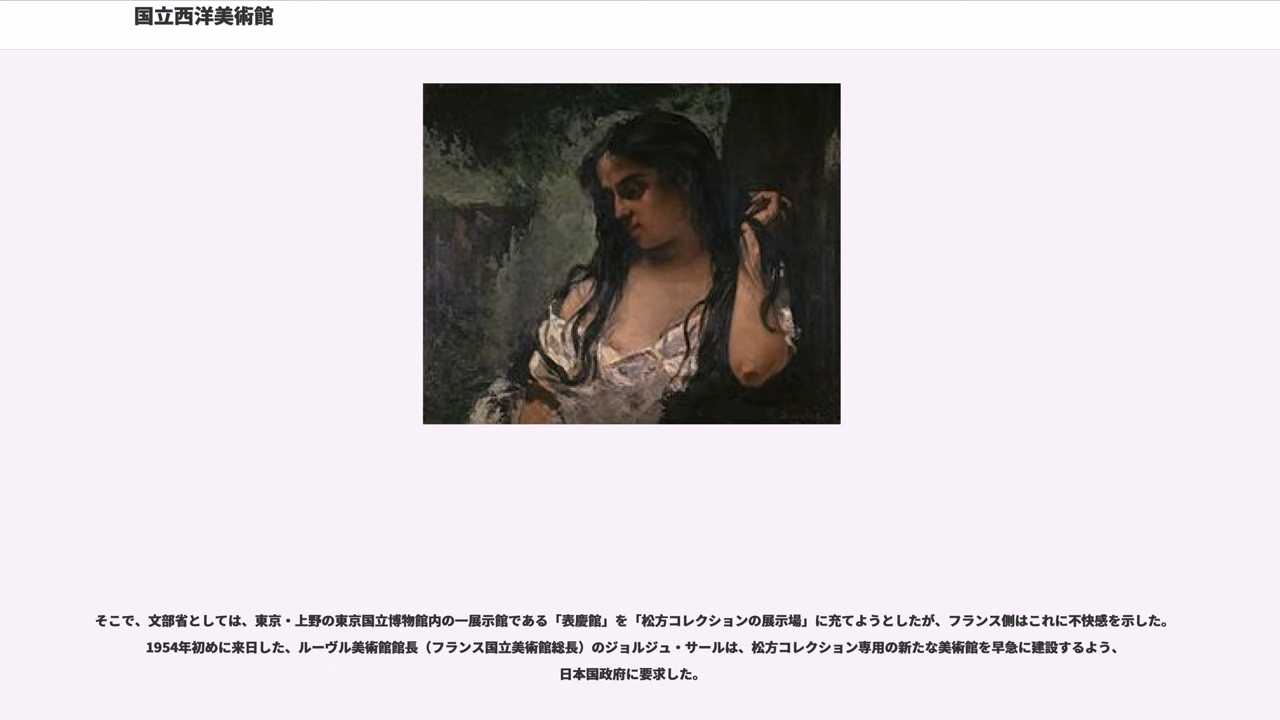 国立西洋美術館
そこで、文部省としては、東京・上野の東京国立博物館内の一展示館である「表慶館」を「松方コレクションの展示場」に充てようとしたが、フランス側はこれに不快感を示した。
1954年初めに来日した、ルーヴル美術館館長（フランス国立美術館総長）のジョルジュ・サールは、松方コレクション専用の新たな美術館を早急に建設するよう、
日本国政府に要求した。